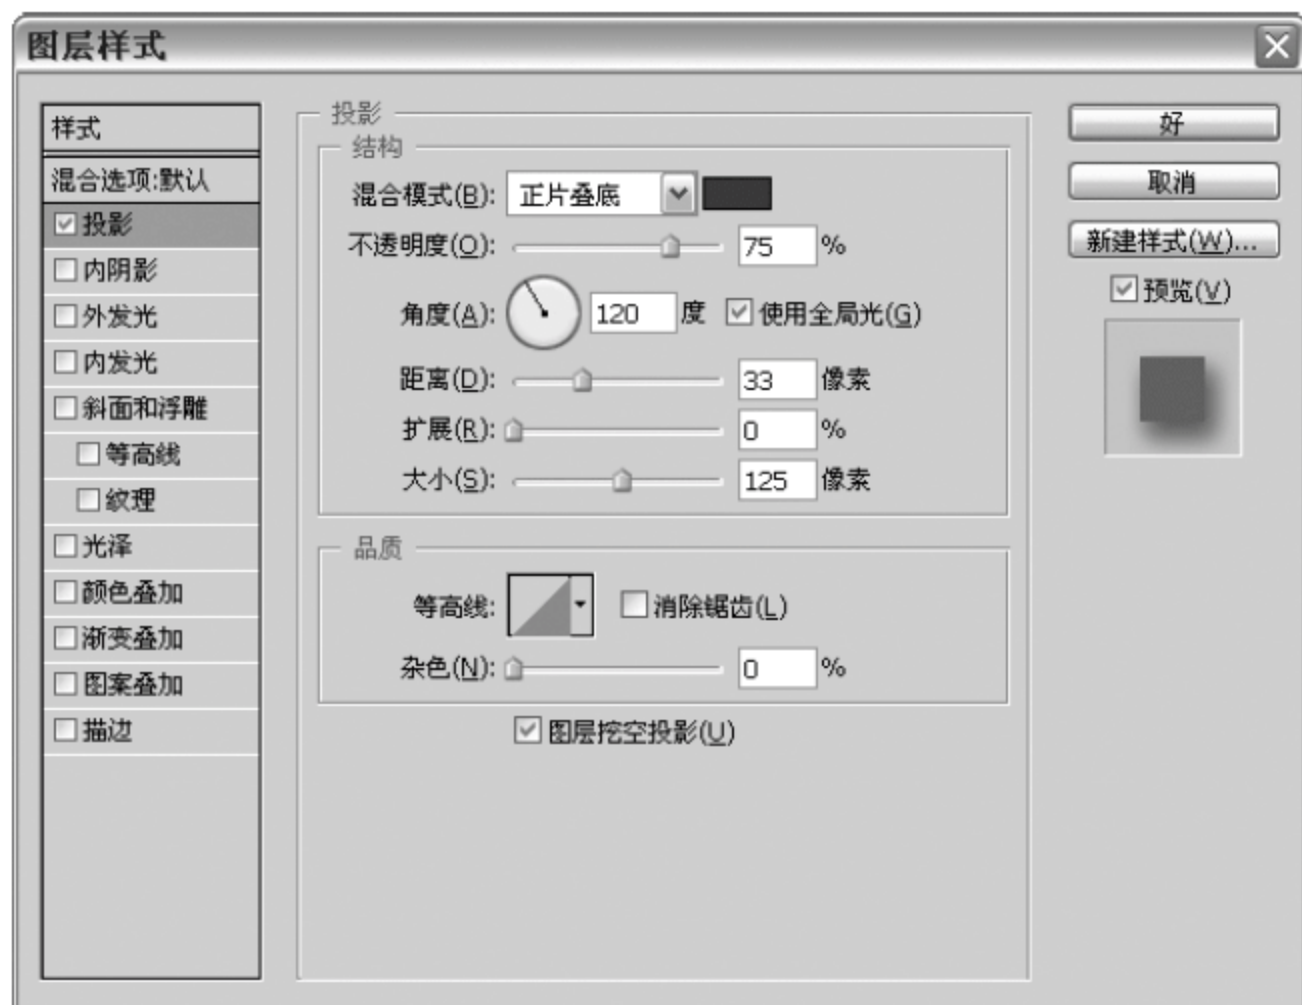 图层样式
样式
混合选项:默认
投影
内阴影
外发光
内发光
斜面和浮雕
等高线
纹理
光泽
颜色叠加
渐变叠加
图案叠加
描边
投影
结构
混合模式(B): 正片叠底
不透明度(O): 75 %
角度(A): 120 度 使用全局光(G)
距离(D): 33 像素
扩展(R): 0 %
大小(S): 125 像素
品质
等高线: 消除锯齿(L)
杂色(N): 0 %
图层挖空投影(U)
好
取消
新建样式(W)...
预览(V)